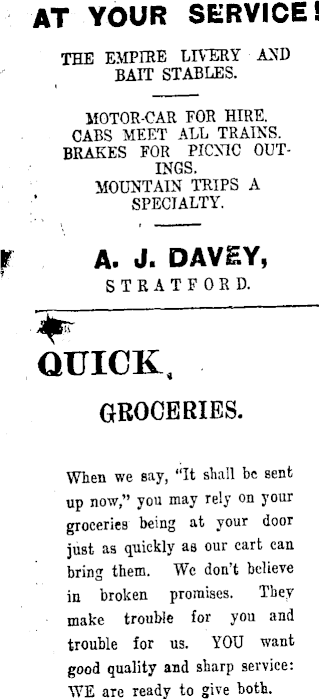 AT YOUR SERVICE!
THE EMPIRE LIVERY AND
BAIT STABLES.
MOTOR-CAR FOR HIRE.
CABS MEET ALL TRAINS.
BRAKES FOR PICNIC OUT-
INGS.
MOUNTAIN TRIPS A
SPECIALTY.
A. J. DAVEY,
STRATFORD.
QUICK
GROCERIES.
When we say, "It shall be sent
up now," you may rely on your
groceries being at your door
just as quickly as our cart can
bring them. We don't believe
in broken promises. They
make trouble for you and
trouble for us. YOU want
good quality and sharp service:
WE are ready to give both.